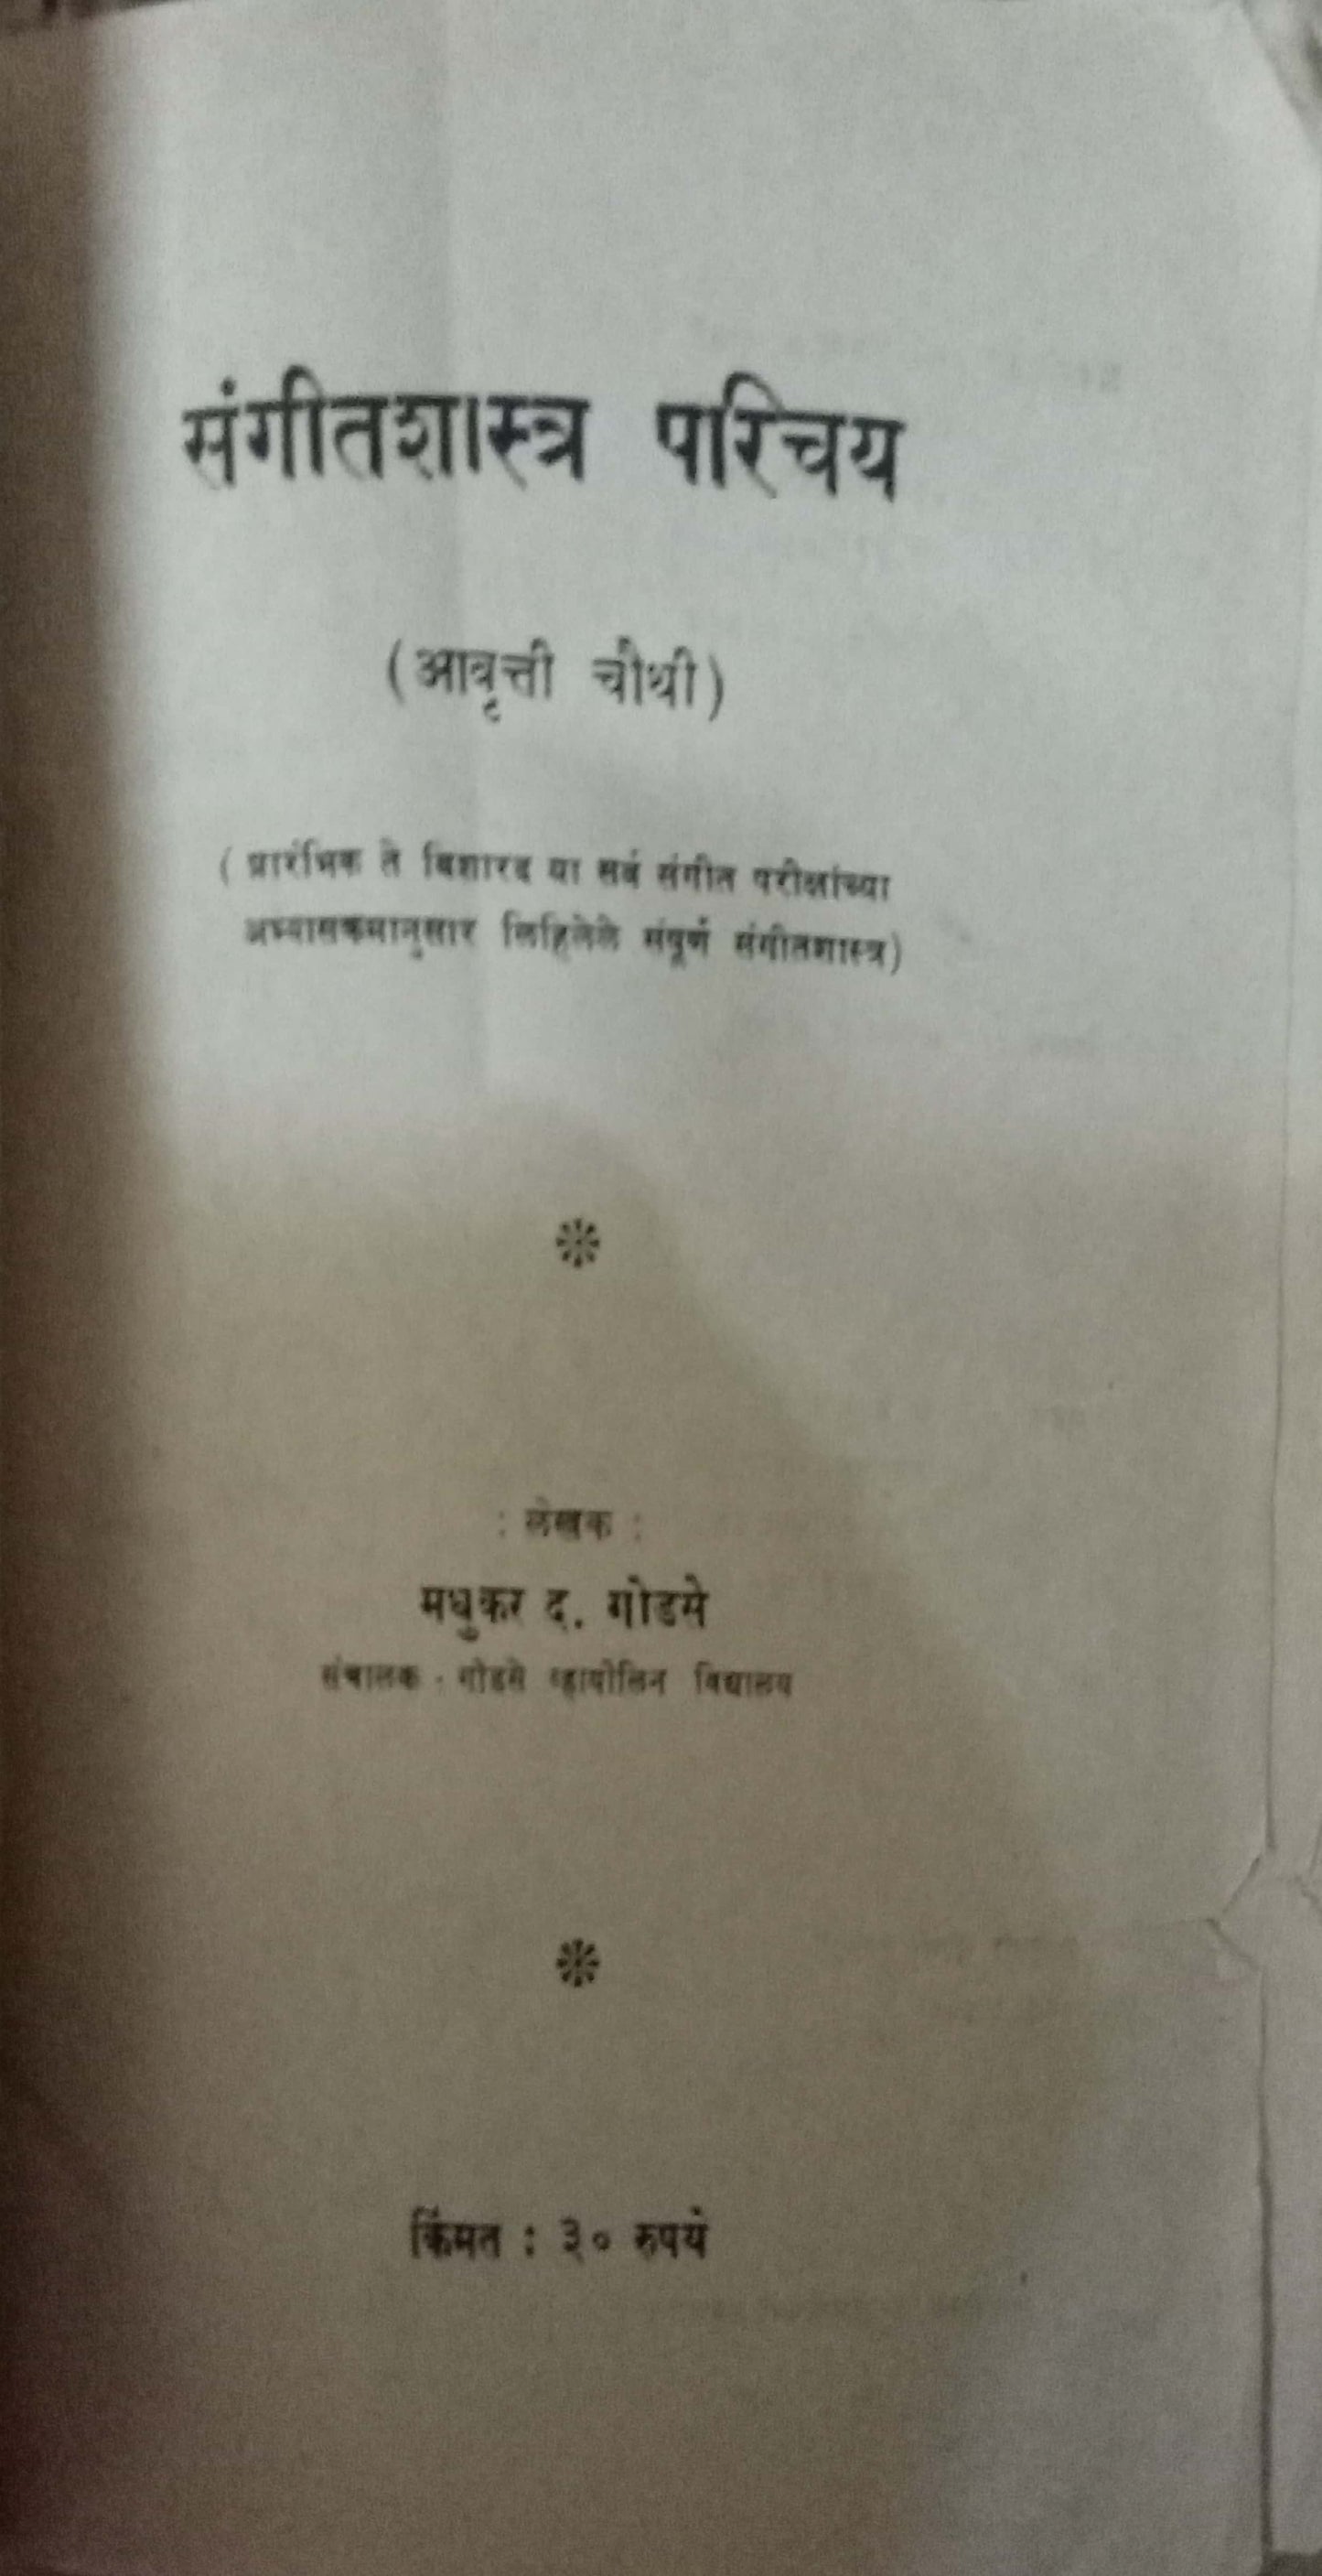 संगीतशास्त्र परिचय
(आवृत्ती चौथी)
( प्रारंभिक ते विशारद या सर्व संगीत परीक्षांच्या
अभ्यासक्रमानुसार लिहिलेले संपूर्ण संगीतशास्त्र)
: लेखक :
मधुकर द. गोडसे
संचालक : गोडसे व्हायोलिन विद्यालय
किंमत : ३० रुपये